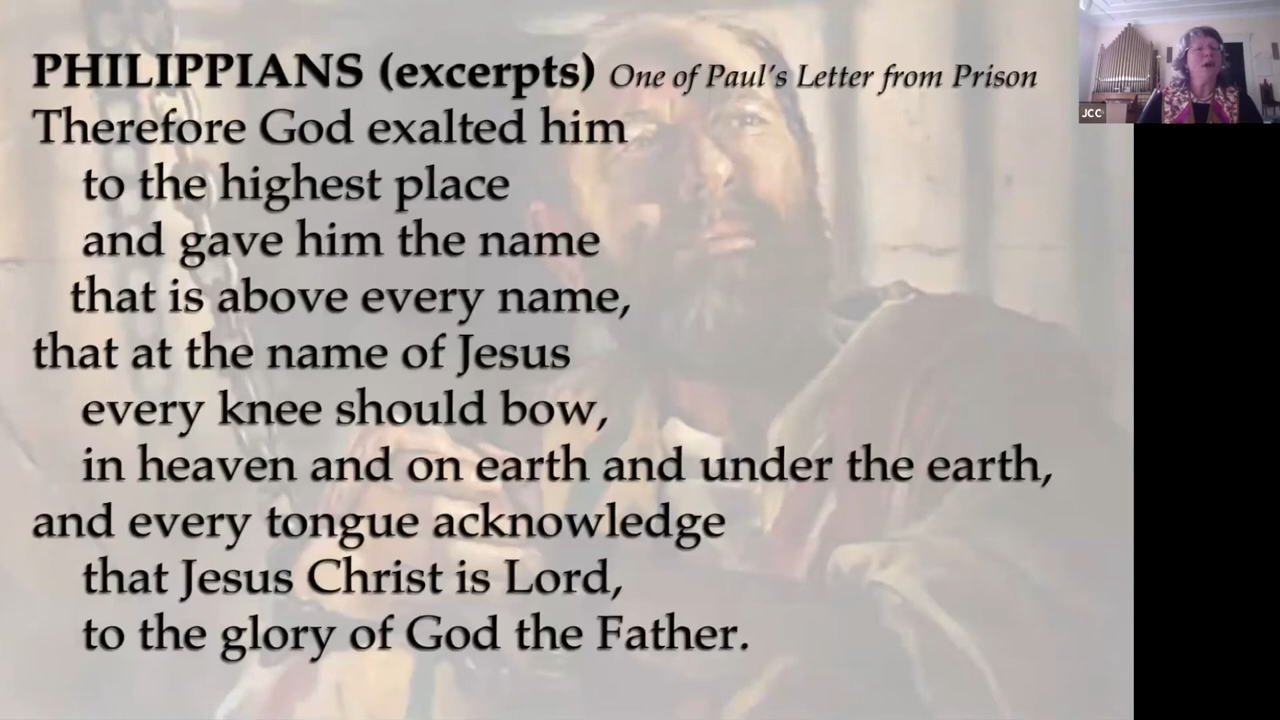 PHILIPPIANS (excerpts) One of Paul's Letter from Prison
Therefore God exalted him
to the highest place
and gave him the name
that is above every name,
that at the name of Jesus
every knee should bow,
in heaven and on earth and under the earth,
and every tongue acknowledge
that Jesus Christ is Lord,
to the glory of God the Father.
JCC